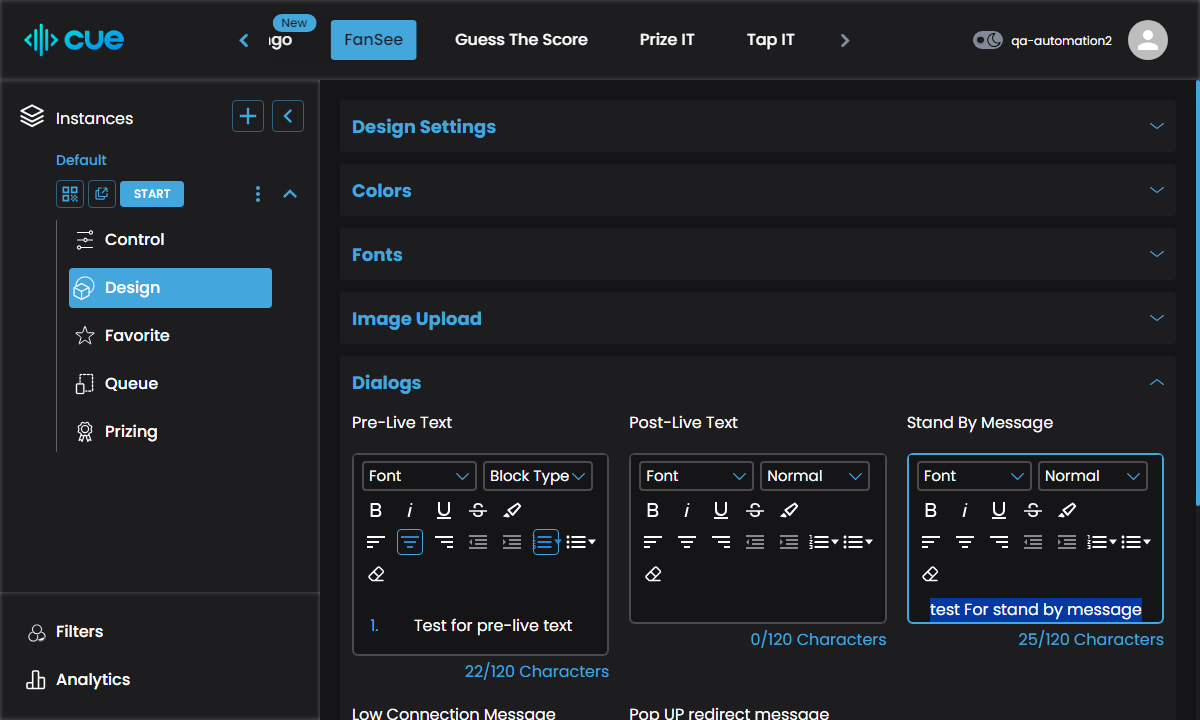 cue
New
FanSee
Guess The Score
Prize IT
Tap IT
qa-automation2
Instances
Default
START
Control
Design
Favorite
Queue
Prizing
Filters
Analytics
Design Settings
Colors
Fonts
Image Upload
Dialogs
Pre-Live Text
Font
Block Type
B i U S
1. Test for pre-live text
22/120 Characters
Post-Live Text
Font
Normal
B i U S
0/120 Characters
Stand By Message
Font
Normal
B i U S
test For stand by message
25/120 Characters
Low Connection Message
Pop UP redirect message